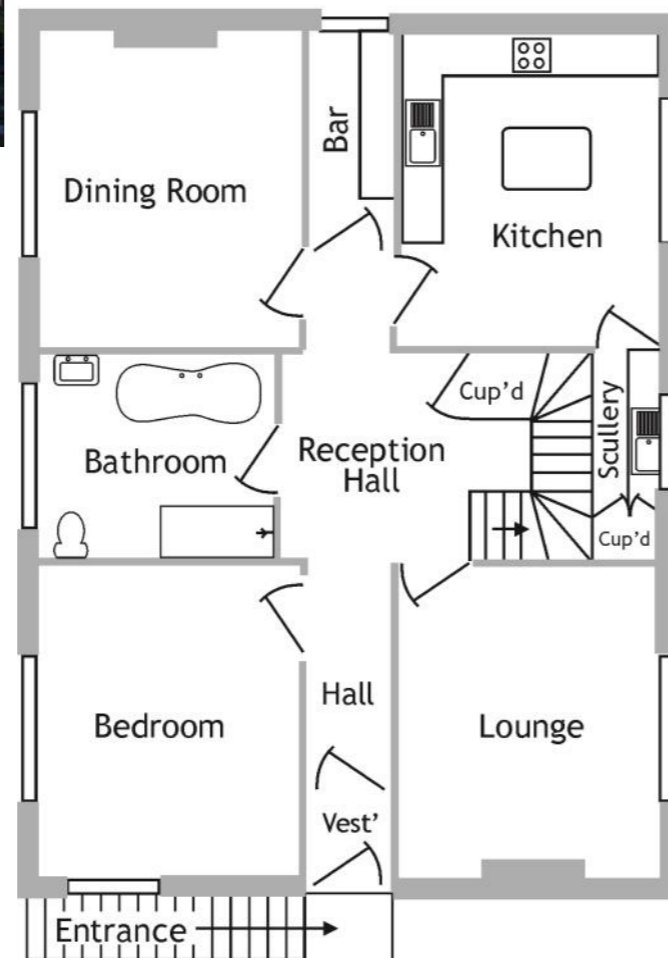 Bar
Dining Room
Kitchen
Cup'd
Scullery
Bathroom
Reception
Hall
Cup'd
Hall
Bedroom
Lounge
Vest'
Entrance